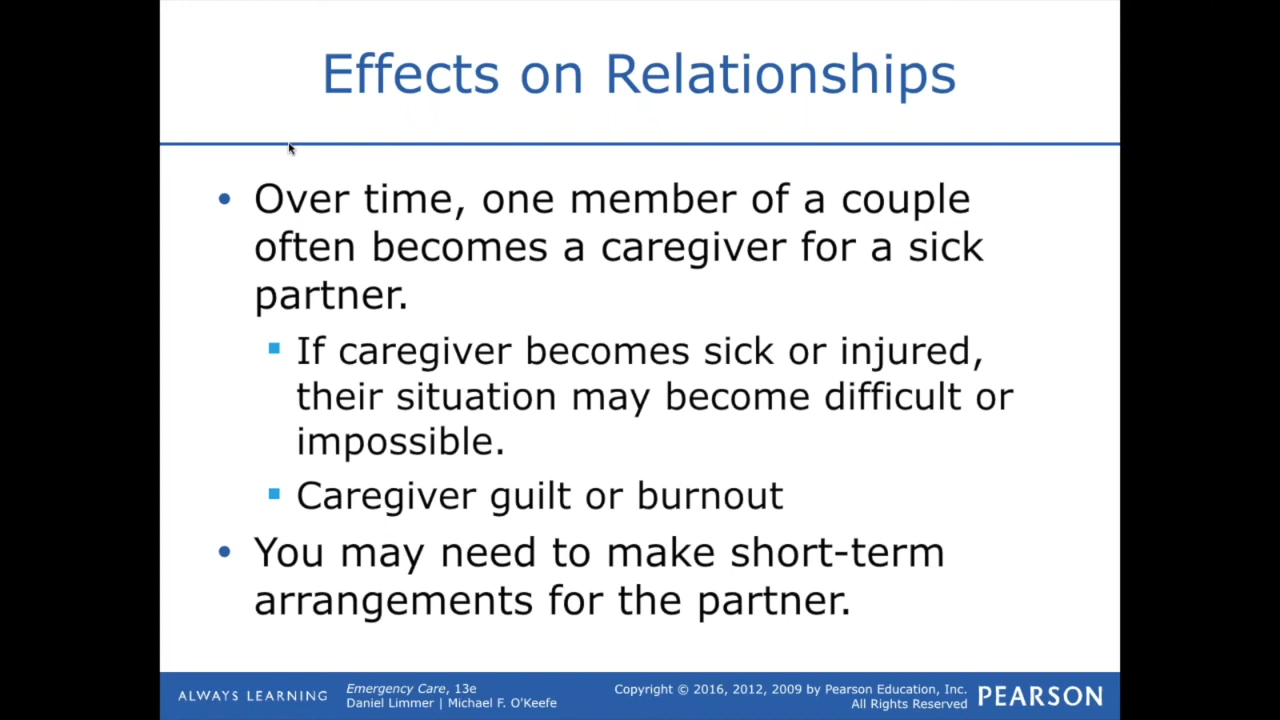 Effects on Relationships
• Over time, one member of a couple
often becomes a caregiver for a sick
partner.
▪ If caregiver becomes sick or injured,
their situation may become difficult or
impossible.
▪ Caregiver guilt or burnout
• You may need to make short-term
arrangements for the partner.
ALWAYS LEARNING
Emergency Care, 13e
Daniel Limmer | Michael F. O'Keefe
Copyright © 2016, 2012, 2009 by Pearson Education, Inc.
All Rights Reserved
PEARSON